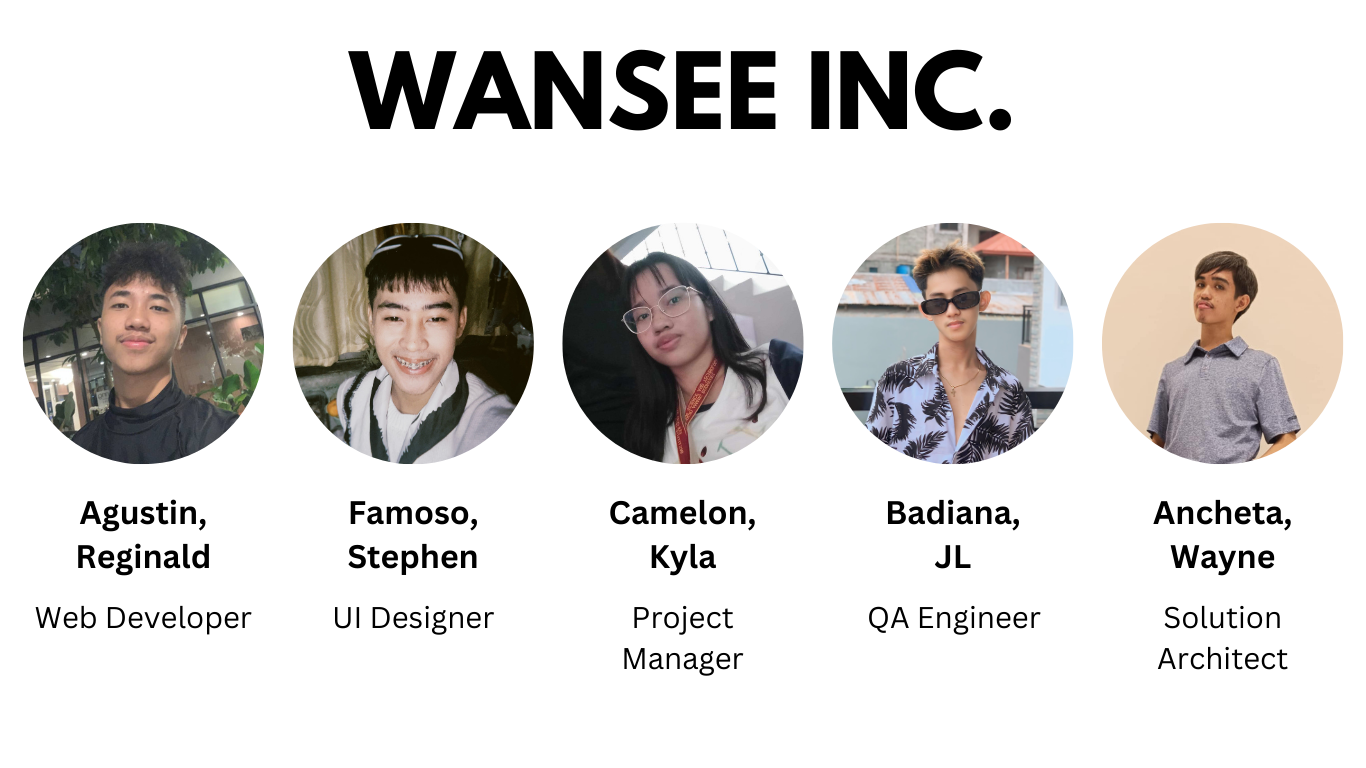 WANSEE INC.
Agustin,
Reginald
Web Developer
Famoso,
Stephen
UI Designer
Camelon,
Kyla
Project
Manager
Badiana,
JL
QA Engineer
Ancheta,
Wayne
Solution
Architect